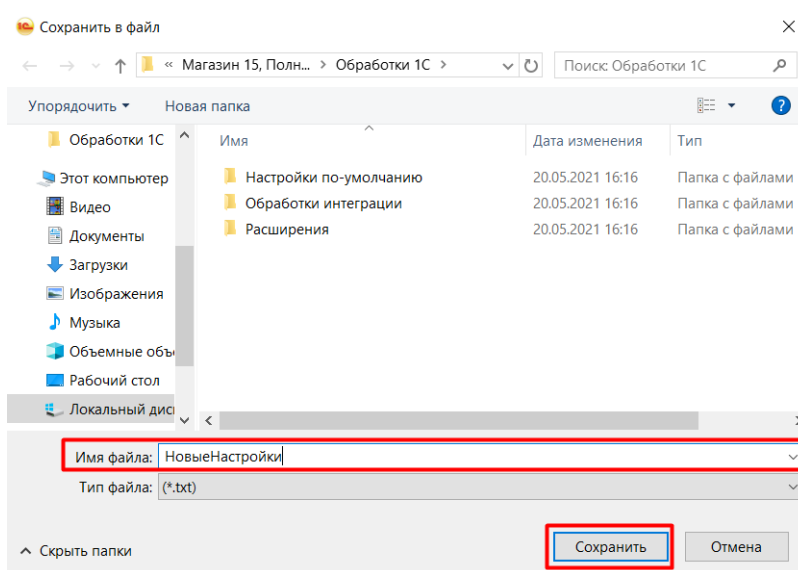 1С Сохранить в файл
« Магазин 15, Полн... > Обработки 1С > Поиск: Обработки 1С
Упорядочить Новая папка ?
Обработки 1С Имя Дата изменения Тип
Этот компьютер Настройки по-умолчанию 20.05.2021 16:16 Папка с файлами
Видео Обработки интеграции 20.05.2021 16:16 Папка с файлами
Документы Расширения 20.05.2021 16:16 Папка с файлами
Загрузки
Изображения
Музыка
Объемные объ
Рабочий стол
Локальный дис
Имя файла: НовыеНастройки
Тип файла: (*.txt)
Скрыть папки Сохранить Отмена